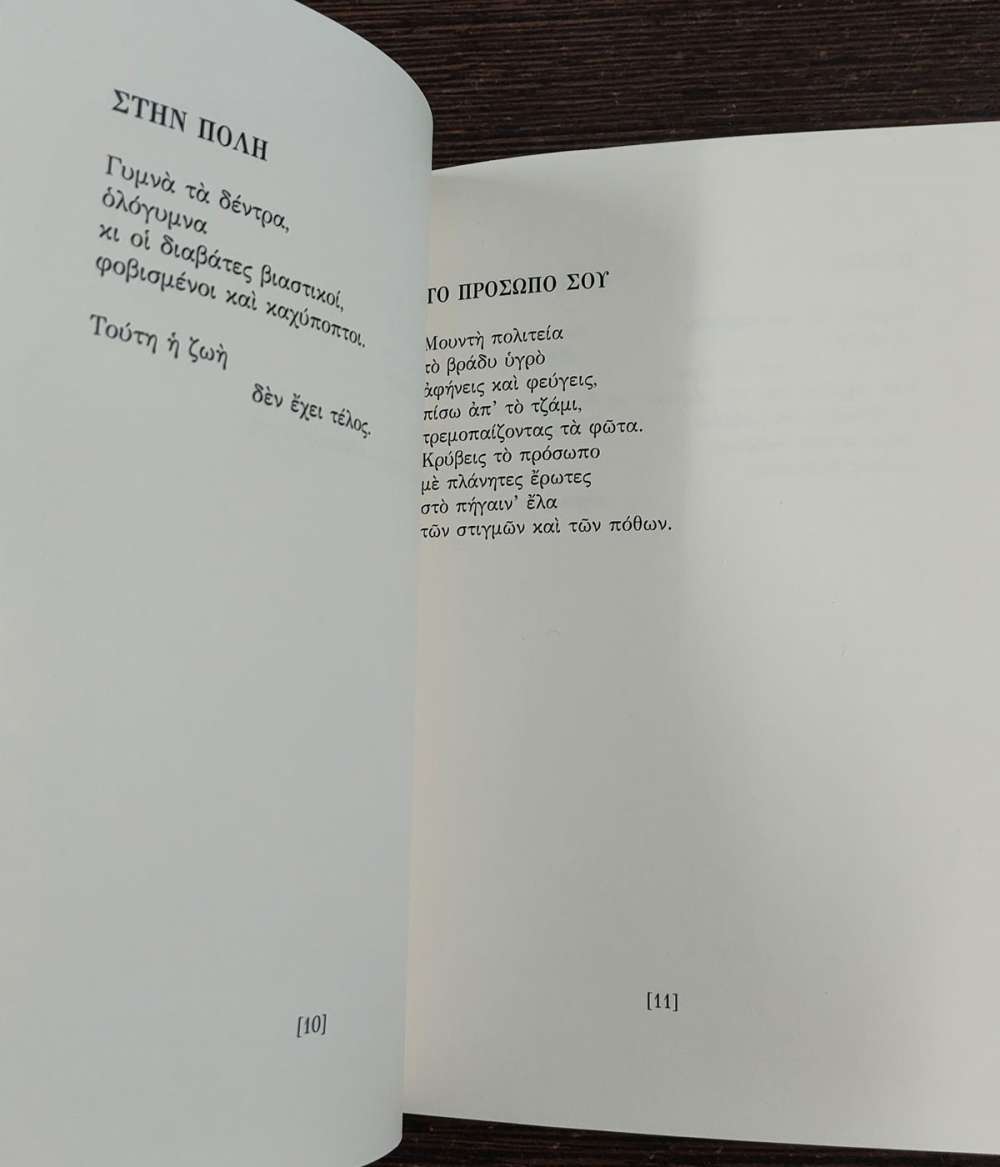 ΣΤΗΝ ΠΟΛΗ
Γυμνὰ τὰ δέντρα,
ὁλόγυμνα
κι οἱ διαβάτες βιαστικοί,
φοβισμένοι καὶ καχύποπτοι.
Τούτη ἡ ζωὴ
δὲν ἔχει τέλος.
[10]
ΤΟ ΠΡΟΣΩΠΟ ΣΟΥ
Μουντὴ πολιτεία
τὸ βράδυ ὑγρὸ
ἀφήνεις καὶ φεύγεις,
πίσω ἀπ’ τὸ τζάμι,
τρεμοπαίζοντας τὰ φῶτα.
Κρύβεις τὸ πρόσωπο
μὲ πλάνητες ἔρωτες
στὸ πήγαιν’ ἔλα
τῶν στιγμῶν καὶ τῶν πόθων.
[11]